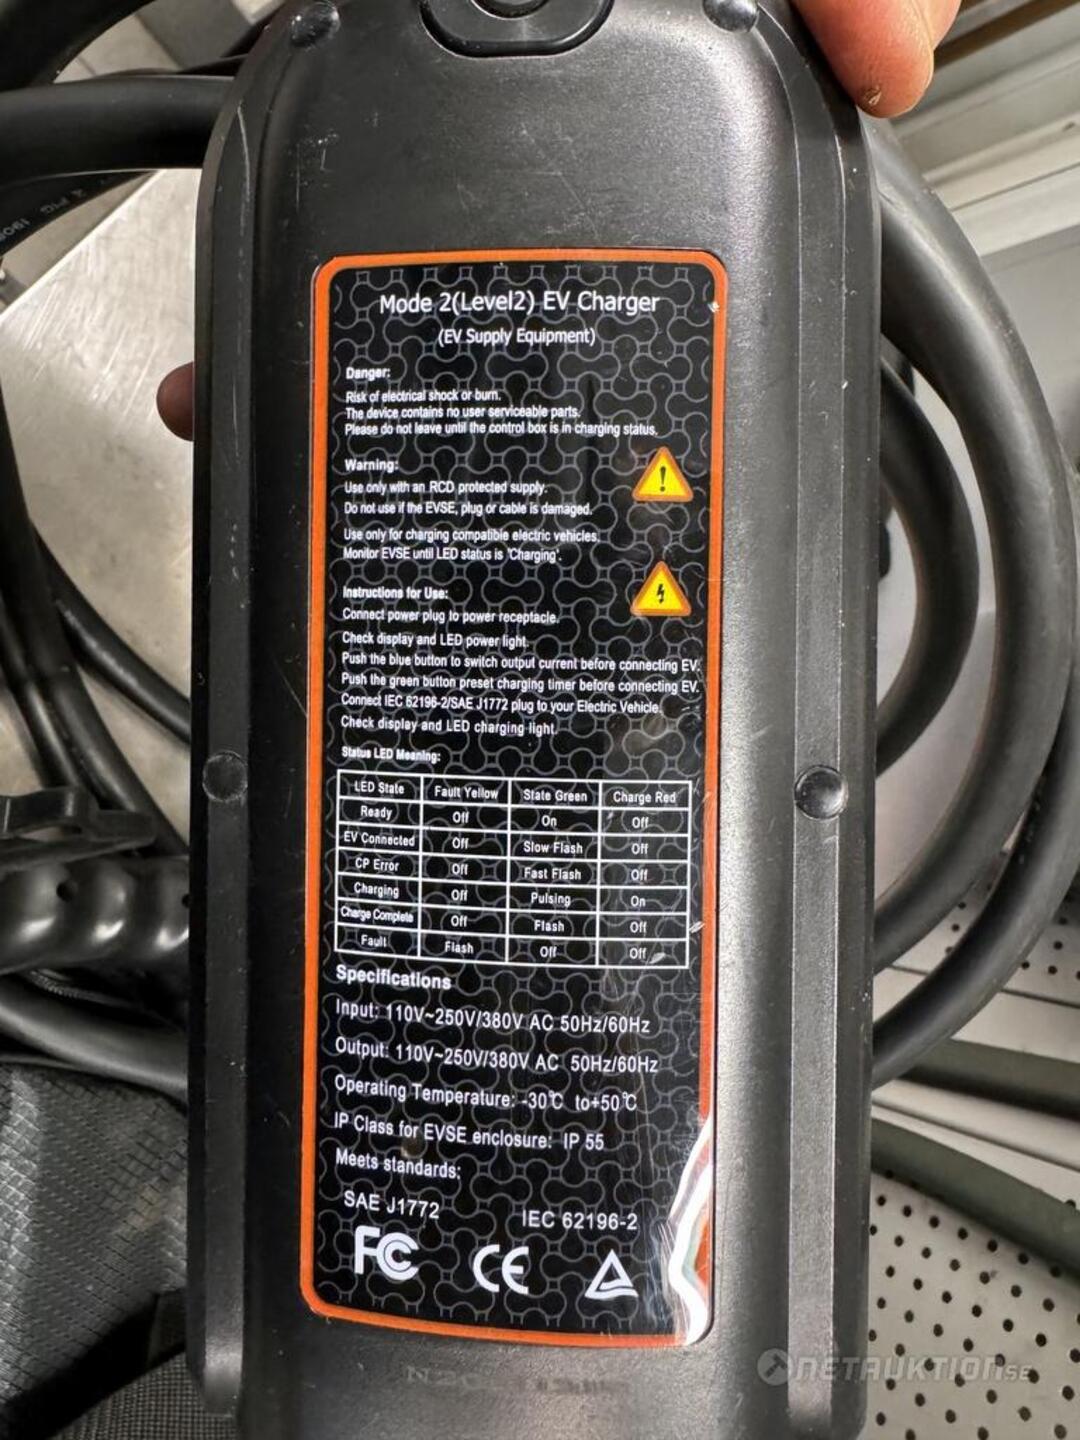 Mode 2(Level2) EV Charger
(EV Supply Equipment)
Danger:
Risk of electrical shock or burn.
The device contains no user serviceable parts.
Please do not leave until the control box is in charging status.
Warning:
Use only with an RCD protected supply.
Do not use if the EVSE, plug or cable is damaged.
Use only for charging compatible electric vehicles.
Monitor EVSE until LED status is 'Charging'.
Instructions for Use:
Connect power plug to power receptacle.
Check display and LED power light.
Push the blue button to switch output current before connecting EV.
Push the green button preset charging timer before connecting EV.
Connect IEC 62196-2/SAE J1772 plug to your Electric Vehicle.
Check display and LED charging light.
Status LED Meaning:
LED State Fault Yellow State Green Charge Red
Ready Off On Off
EV Connected Off Slow Flash Off
CP Error Off Fast Flash Off
Charging Off Pulsing On
Charge Complete Off Flash Off
Fault Flash Off Off
Specifications
Input: 110V~250V/380V AC 50Hz/60Hz
Output: 110V~250V/380V AC 50Hz/60Hz
Operating Temperature: -30℃ to+50℃
IP Class for EVSE enclosure: IP 55
Meets standards:
SAE J1772 IEC 62196-2
FC CE
NETAUKTION.SE